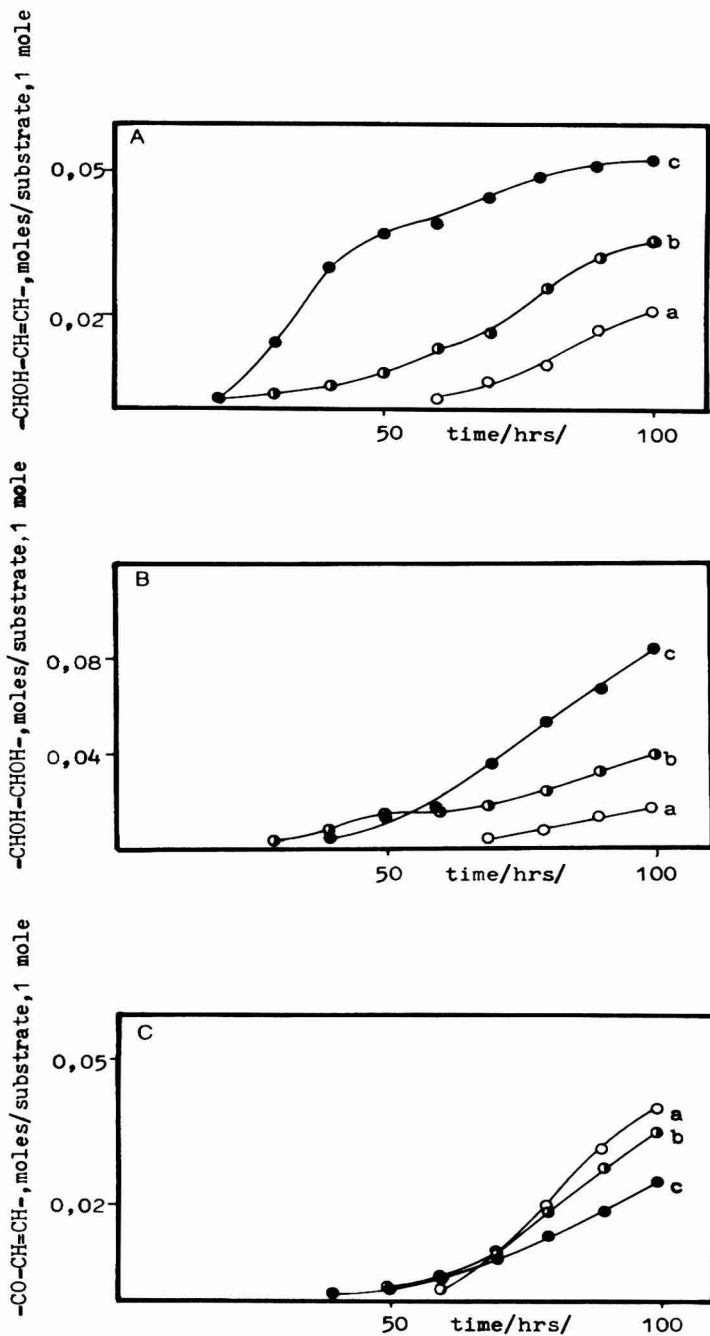 -CHOH-CH=CH-,moles/substrate,1 mole
A
0,05
0,02
c
b
a
50 time/hrs/ 100
-CHOH-CHOH-,moles/substrate,1 mole
B
0,08
0,04
c
b
a
50 time/hrs/ 100
-CO-CH=CH-,moles/substrate,1 mole
C
0,05
0,02
a
b
c
50 time/hrs/ 100